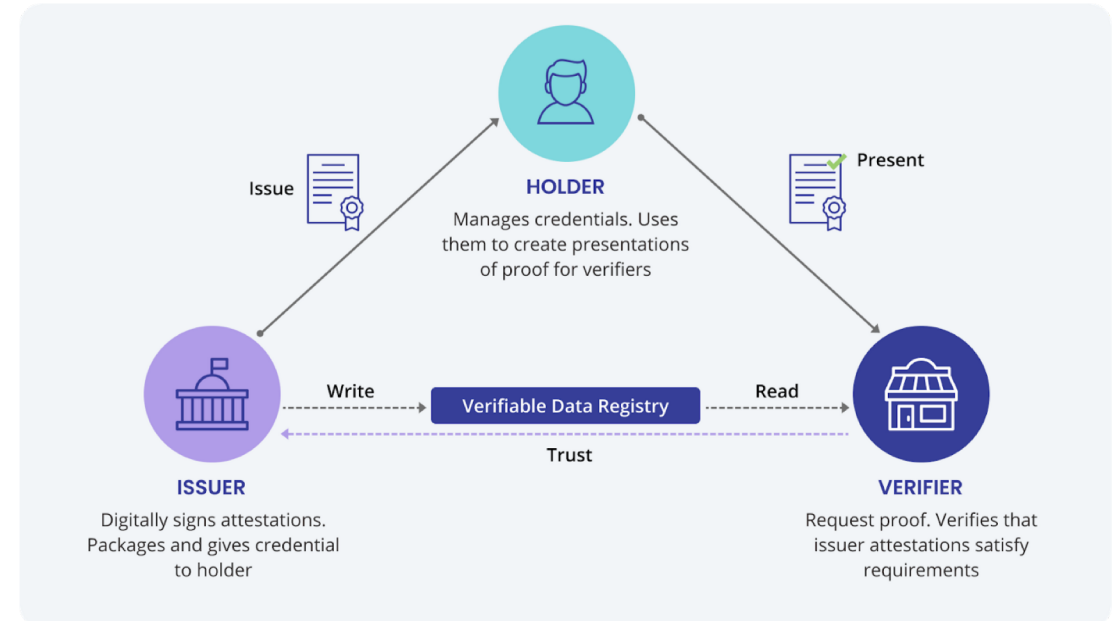 Issue
Present
HOLDER
Manages credentials. Uses
them to create presentations
of proof for verifiers
Write
Verifiable Data Registry
Read
Trust
ISSUER
Digitally signs attestations.
Packages and gives credential
to holder
VERIFIER
Request proof. Verifies that
issuer attestations satisfy
requirements